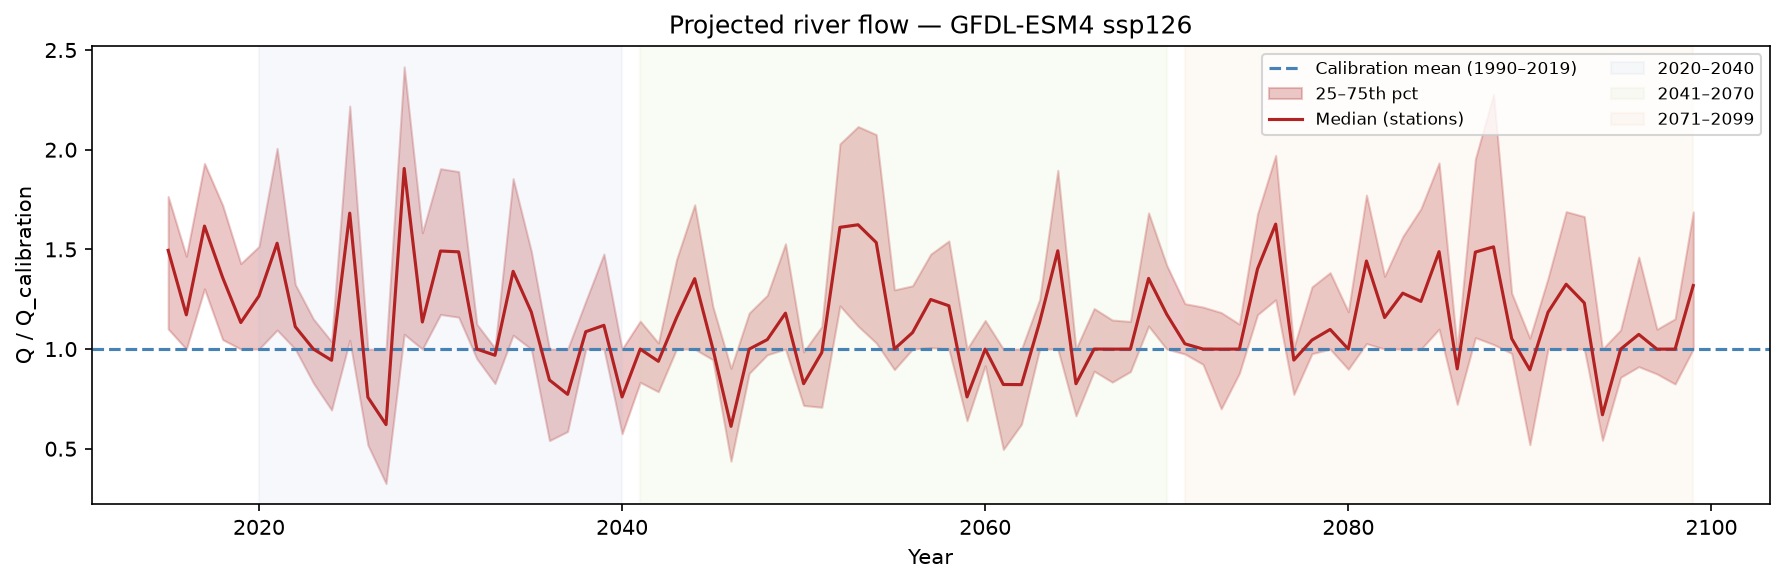 Projected river flow — GFDL-ESM4 ssp126
Calibration mean (1990–2019)
25–75th pct
Median (stations)
2020–2040
2041–2070
2071–2099
Q / Q_calibration
2.5
2.0
1.5
1.0
0.5
2020
2040
2060
2080
2100
Year